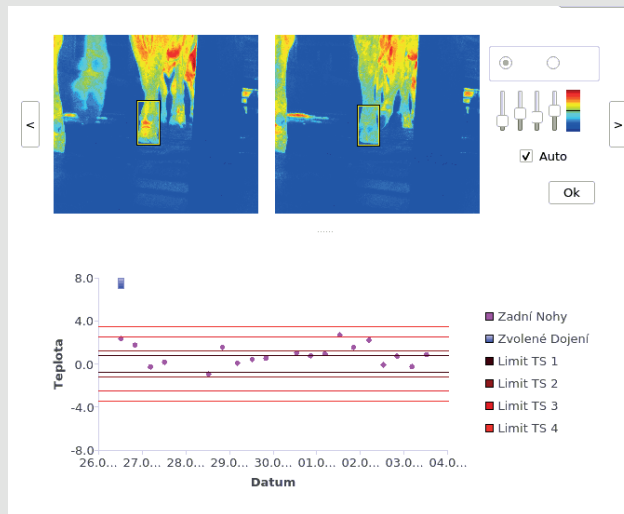 <
>
Auto
Ok
......
8.0
4.0
0.0
-4.0
-8.0
Teplota
26.0... 27.0... 28.0... 29.0... 30.0... 01.0... 02.0... 03.0... 04.0...
Datum
Zadní Nohy
Zvolené Dojení
Limit TS 1
Limit TS 2
Limit TS 3
Limit TS 4